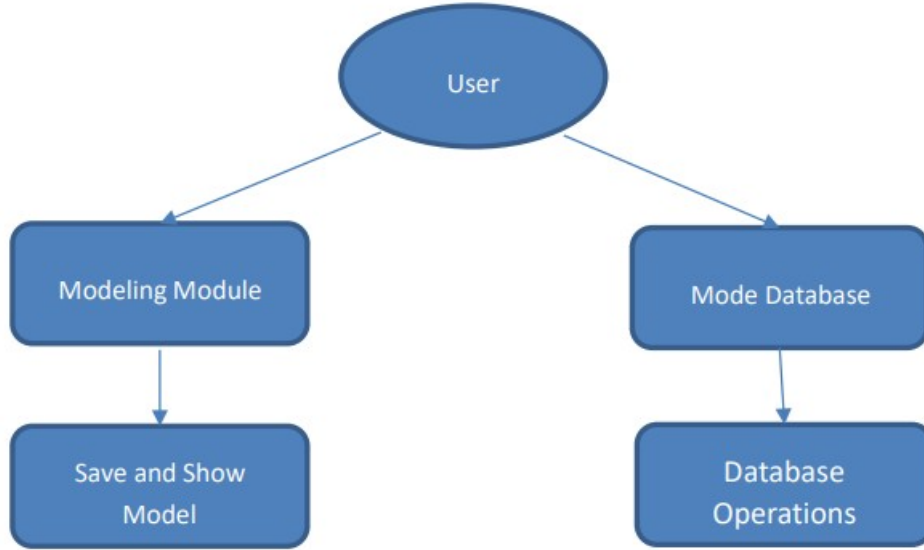 User
Modeling Module
Mode Database
Save and Show
Model
Database
Operations